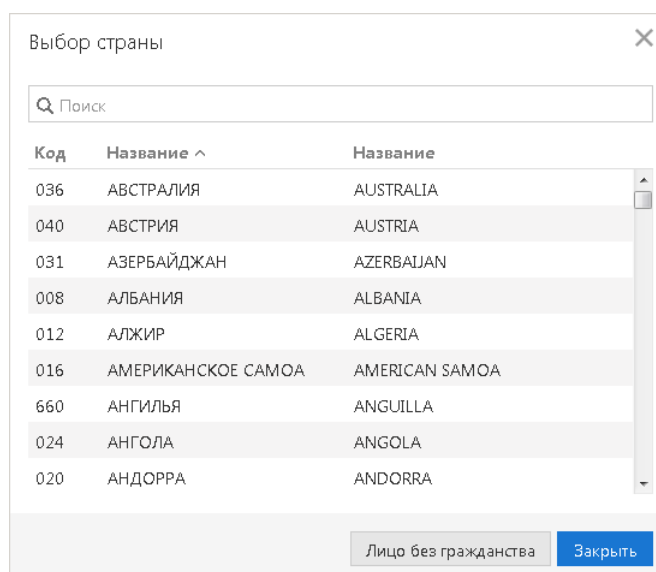 Выбор страны
Поиск
Код Название Название
036 АВСТРАЛИЯ AUSTRALIA
040 АВСТРИЯ AUSTRIA
031 АЗЕРБАЙДЖАН AZERBAIJAN
008 АЛБАНИЯ ALBANIA
012 АЛЖИР ALGERIA
016 АМЕРИКАНСКОЕ САМОА AMERICAN SAMOA
660 АНГИЛЬЯ ANGUILLA
024 АНГОЛА ANGOLA
020 АНДОРРА ANDORRA
Лицо без гражданства Закрыть